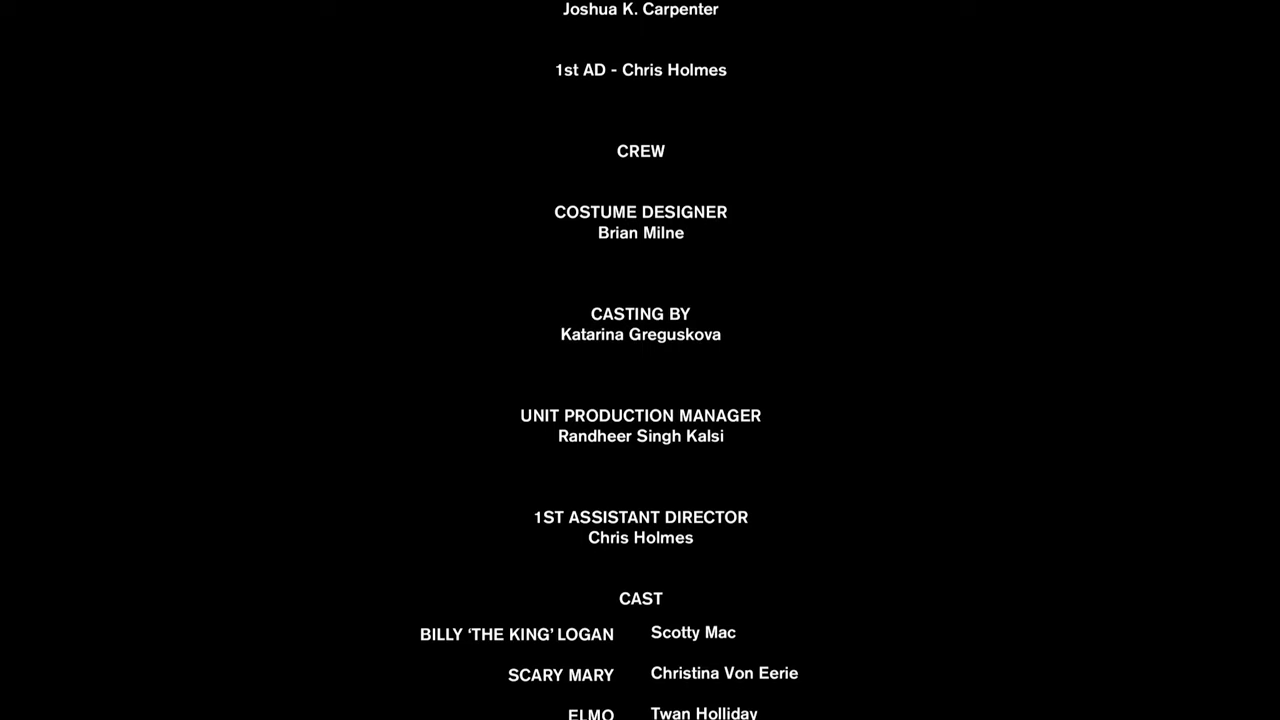 Joshua K. Carpenter
1st AD - Chris Holmes
CREW
COSTUME DESIGNER
Brian Milne
CASTING BY
Katarina Greguskova
UNIT PRODUCTION MANAGER
Randheer Singh Kalsi
1ST ASSISTANT DIRECTOR
Chris Holmes
CAST
BILLY ‘THE KING’ LOGAN Scotty Mac
SCARY MARY Christina Von Eerie
ELMO Twan Holliday